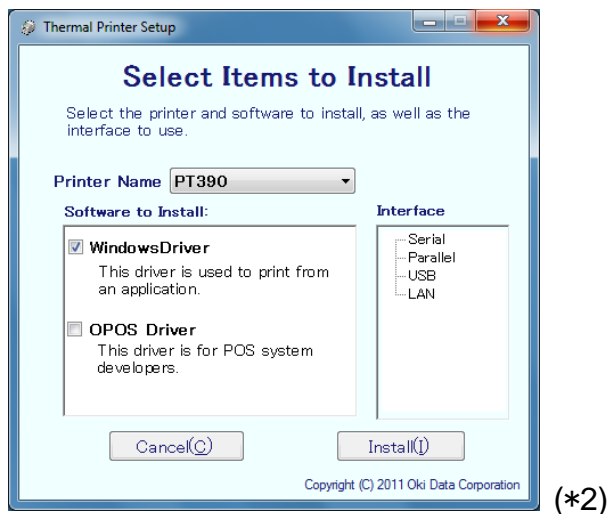 Thermal Printer Setup
Select Items to Install
Select the printer and software to install, as well as the
interface to use.
Printer Name PT390
Software to Install:
Interface
WindowsDriver
This driver is used to print from
an application.
OPOS Driver
This driver is for POS system
developers.
Serial
Parallel
USB
LAN
Cancel(C)
Install(I)
Copyright (C) 2011 Oki Data Corporation
(*2)